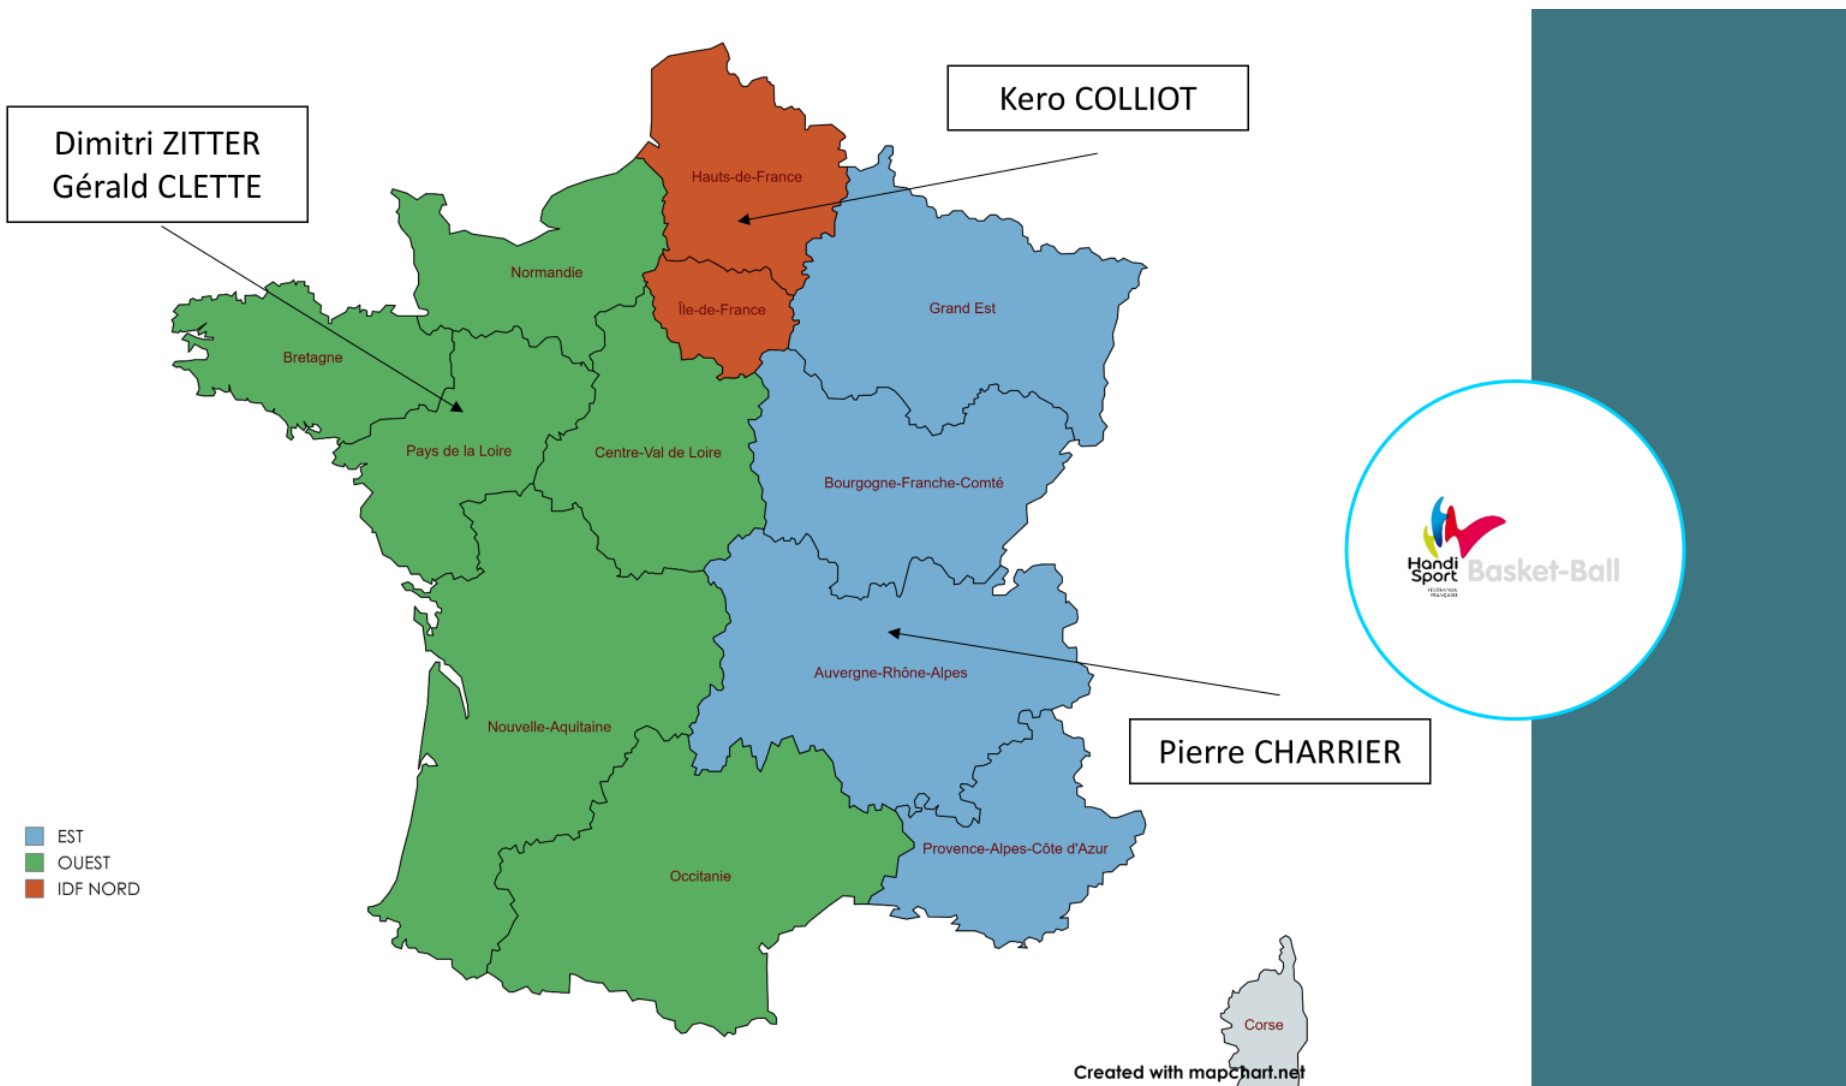 Kero COLLIOT
Dimitri ZITTER
Gérald CLETTE
Hauts-de-France
Normandie
Île-de-France
Grand Est
Bretagne
Pays de la Loire
Centre-Val de Loire
Bourgogne-Franche-Comté
Handi
Sport
Basket-Ball
FÉDÉRATION
FRANÇAISE
Auvergne-Rhône-Alpes
Nouvelle-Aquitaine
Pierre CHARRIER
EST
OUEST
IDF NORD
Provence-Alpes-Côte d'Azur
Occitanie
Corse
Created with mapchart.net